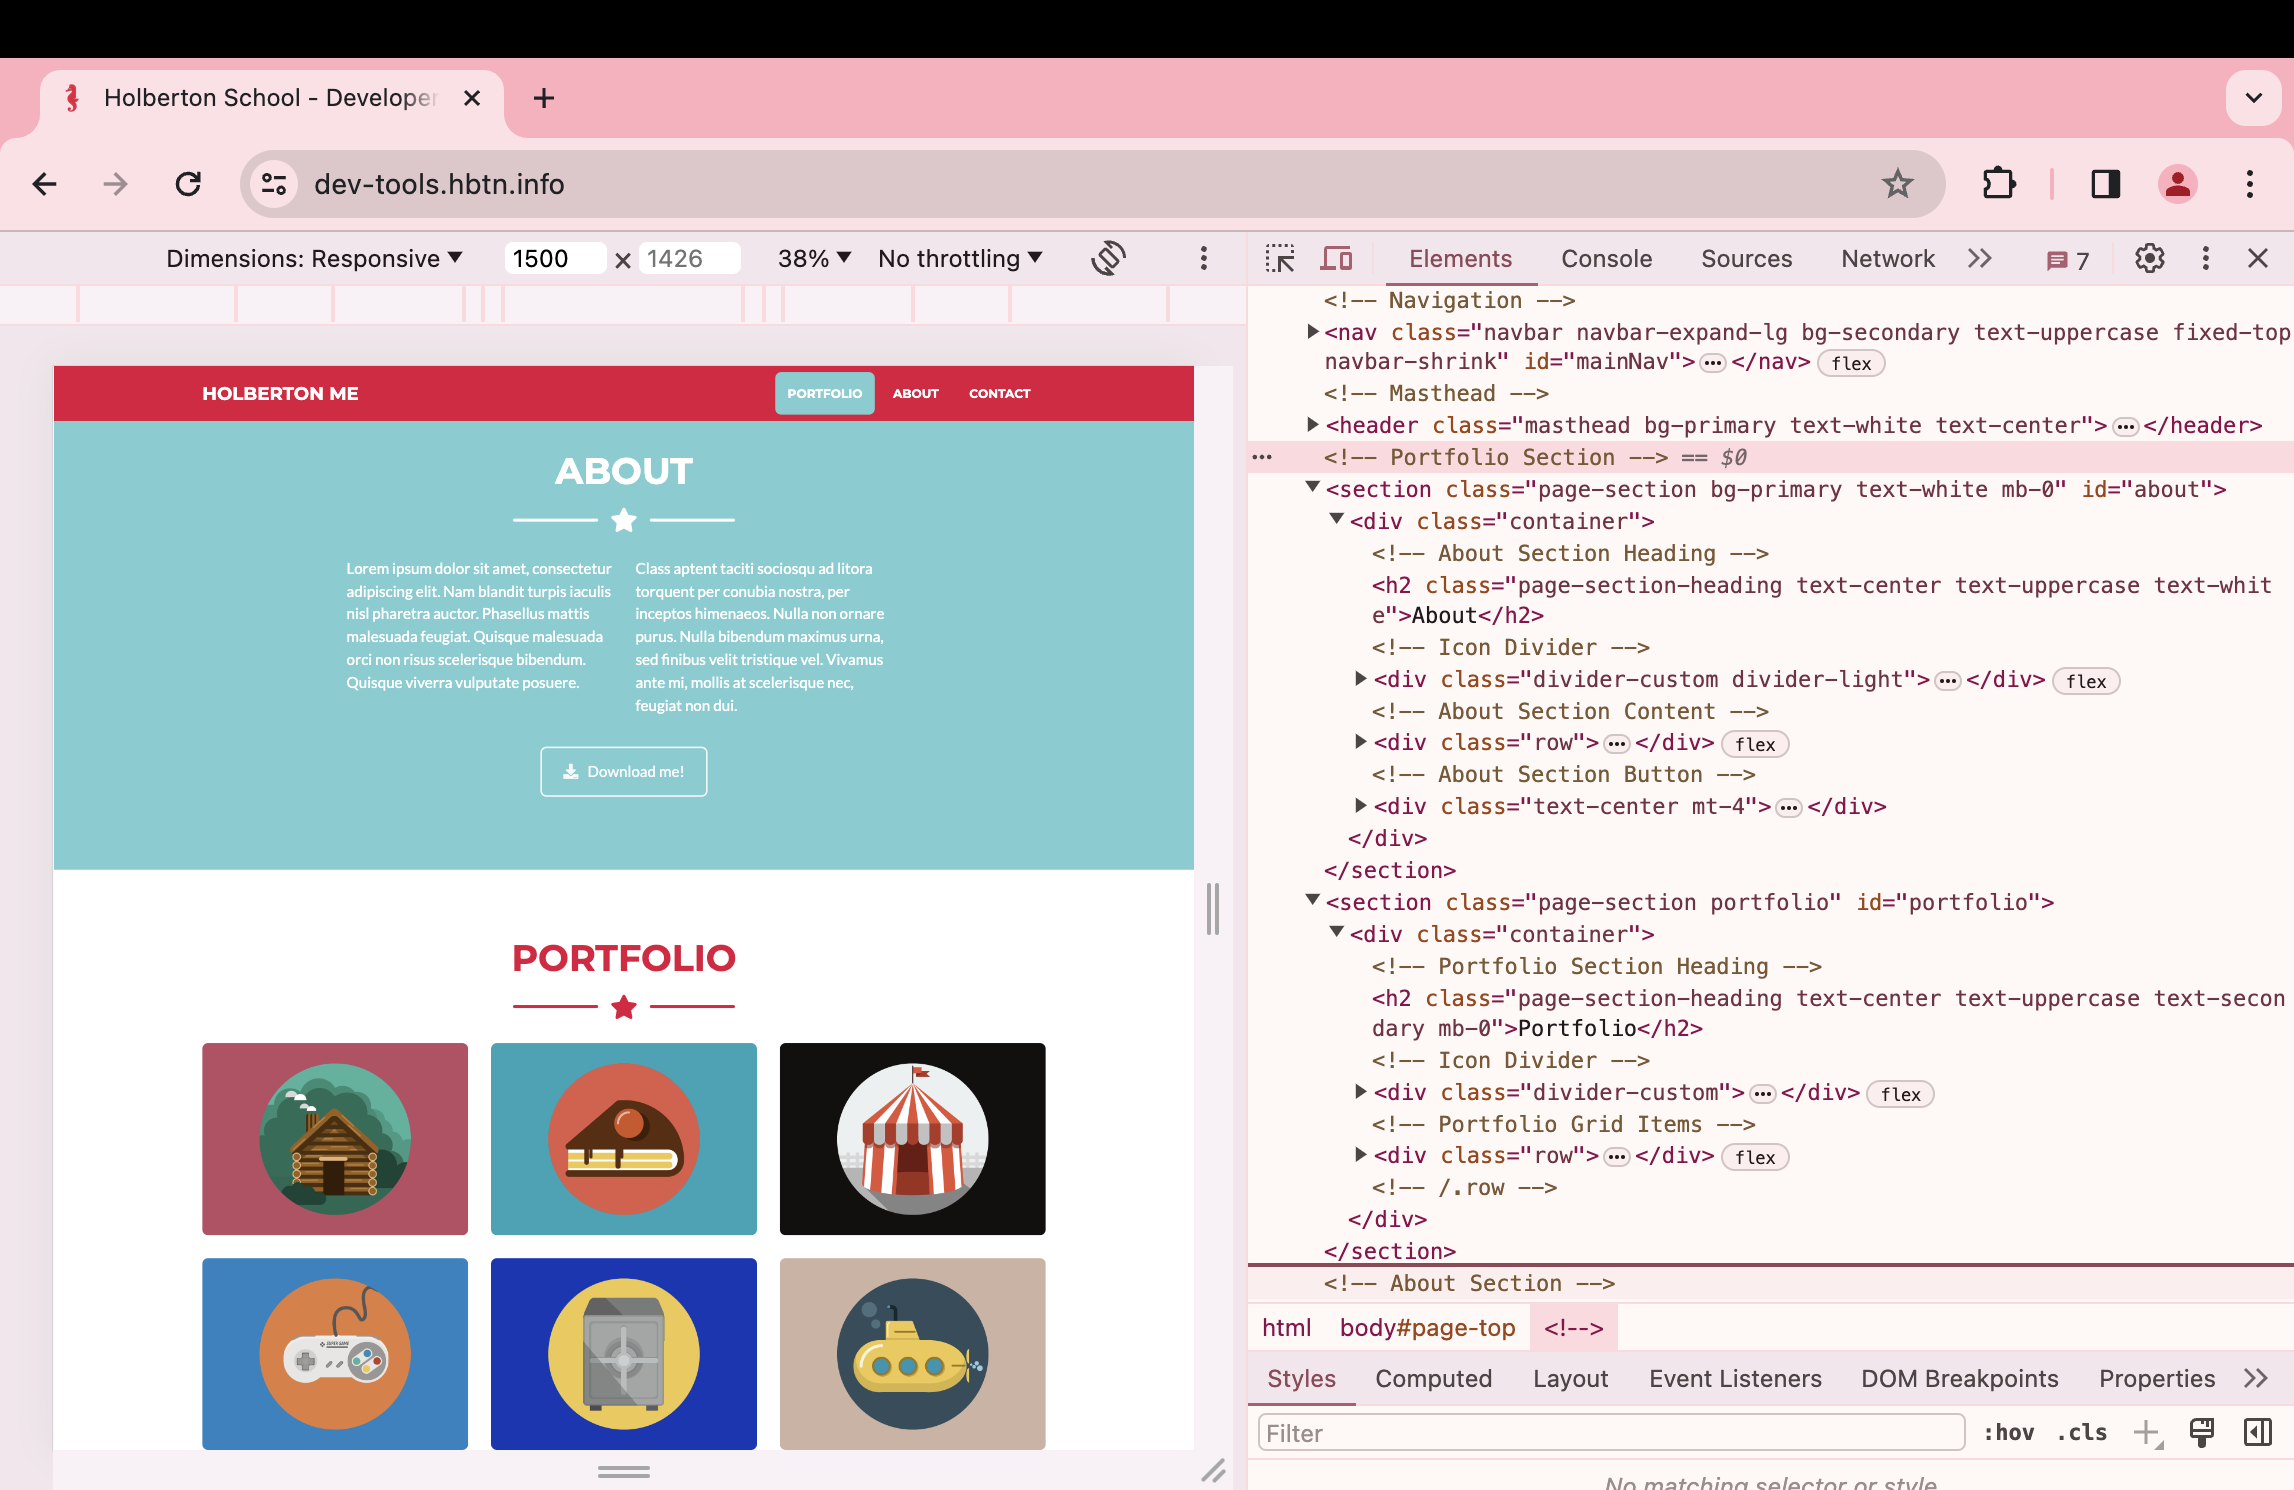 Holberton School - Developer
dev-tools.hbtn.info
Dimensions: Responsive 1500 × 1426 38% No throttling
HOLBERTON ME
PORTFOLIO ABOUT CONTACT
ABOUT
Lorem ipsum dolor sit amet, consectetur
adipiscing elit. Nam blandit turpis iaculis
nisl pharetra auctor. Phasellus mattis
malesuada feugiat. Quisque malesuada
orci non risus scelerisque bibendum.
Quisque viverra vulputate posuere.
Class aptent taciti sociosqu ad litora
torquent per conubia nostra, per
inceptos himenaeos. Nulla non ornare
purus. Nulla bibendum maximus urna,
sed finibus velit tristique vel. Vivamus
ante mi, mollis at scelerisque nec,
feugiat non dui.
Download me!
PORTFOLIO
Elements Console Sources Network 7
<!-- Navigation -->
<nav class="navbar navbar-expand-lg bg-secondary text-uppercase fixed-top
navbar-shrink" id="mainNav">…</nav> flex
<!-- Masthead -->
<header class="masthead bg-primary text-white text-center">…</header>
… <!-- Portfolio Section --> == $0
<section class="page-section bg-primary text-white mb-0" id="about">
<div class="container">
<!-- About Section Heading -->
<h2 class="page-section-heading text-center text-uppercase text-whit
e">About</h2>
<!-- Icon Divider -->
<div class="divider-custom divider-light">…</div> flex
<!-- About Section Content -->
<div class="row">…</div> flex
<!-- About Section Button -->
<div class="text-center mt-4">…</div>
</div>
</section>
<section class="page-section portfolio" id="portfolio">
<div class="container">
<!-- Portfolio Section Heading -->
<h2 class="page-section-heading text-center text-uppercase text-secon
dary mb-0">Portfolio</h2>
<!-- Icon Divider -->
<div class="divider-custom">…</div> flex
<!-- Portfolio Grid Items -->
<div class="row">…</div> flex
<!-- /.row -->
</div>
</section>
<!-- About Section -->
html body#page-top <!-->
Styles Computed Layout Event Listeners DOM Breakpoints Properties
Filter :hov .cls
No matching selector or style